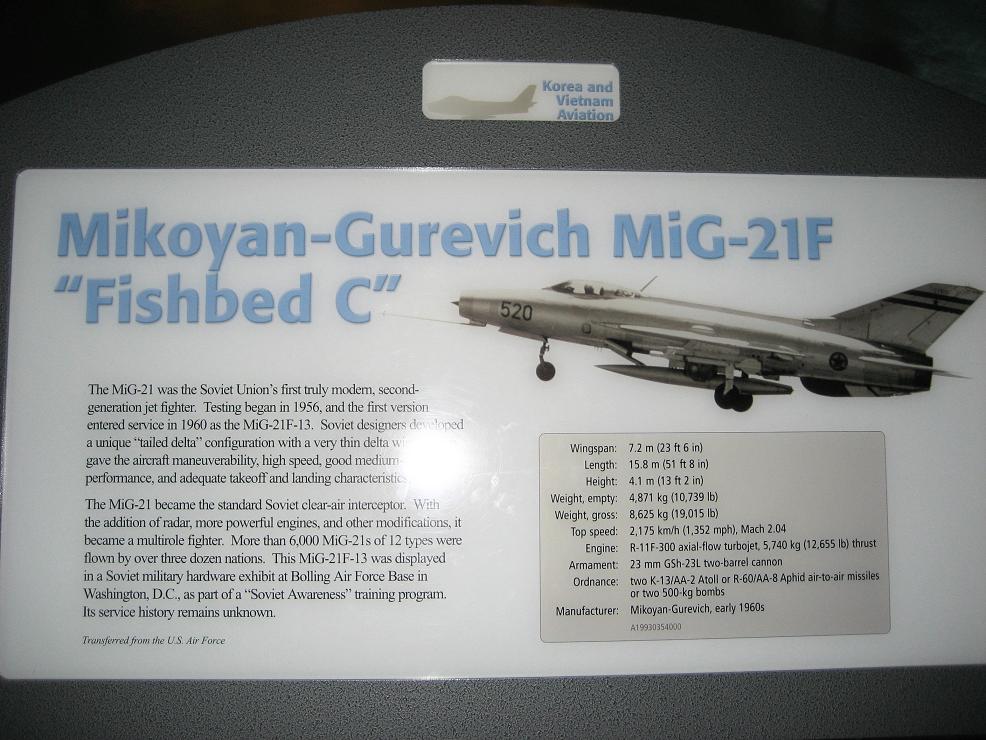 Korea and
Vietnam
Aviation
Mikoyan-Gurevich MiG-21F
"Fishbed C"
520
The MiG-21 was the Soviet Union's first truly modern, second-
generation jet fighter. Testing began in 1956, and the first version
entered service in 1960 as the MiG-21F-13. Soviet designers developed
a unique "tailed delta" configuration with a very thin delta
gave the aircraft maneuverability, high speed, good medium-
performance, and adequate takeoff and landing characteristics
The MiG-21 became the standard Soviet clear-air interceptor. With
the addition of radar, more powerful engines, and other modifications, it
became a multirole fighter. More than 6,000 MiG-21s of 12 types were
flown by over three dozen nations. This MiG-21F-13 was displayed
in a Soviet military hardware exhibit at Bolling Air Force Base in
Washington, D.C., as part of a "Soviet Awareness" training program.
Its service history remains unknown.
Transferred from the U.S. Air Force
Wingspan: 7.2 m (23 ft 6 in)
Length: 15.8 m (51 ft 8 in)
Height: 4.1 m (13 ft 2 in)
Weight, empty: 4,871 kg (10,739 lb)
Weight, gross: 8,625 kg (19,015 lb)
Top speed: 2,175 km/h (1,352 mph), Mach 2.04
Engine: R-11F-300 axial-flow turbojet, 5,740 kg (12,655 lb) thrust
Armament: 23 mm GSh-23L two-barrel cannon
Ordnance: two K-13/AA-2 Atoll or R-60/AA-8 Aphid air-to-air missiles
or two 500-kg bombs
Manufacturer: Mikoyan-Gurevich, early 1960s
A19930354000